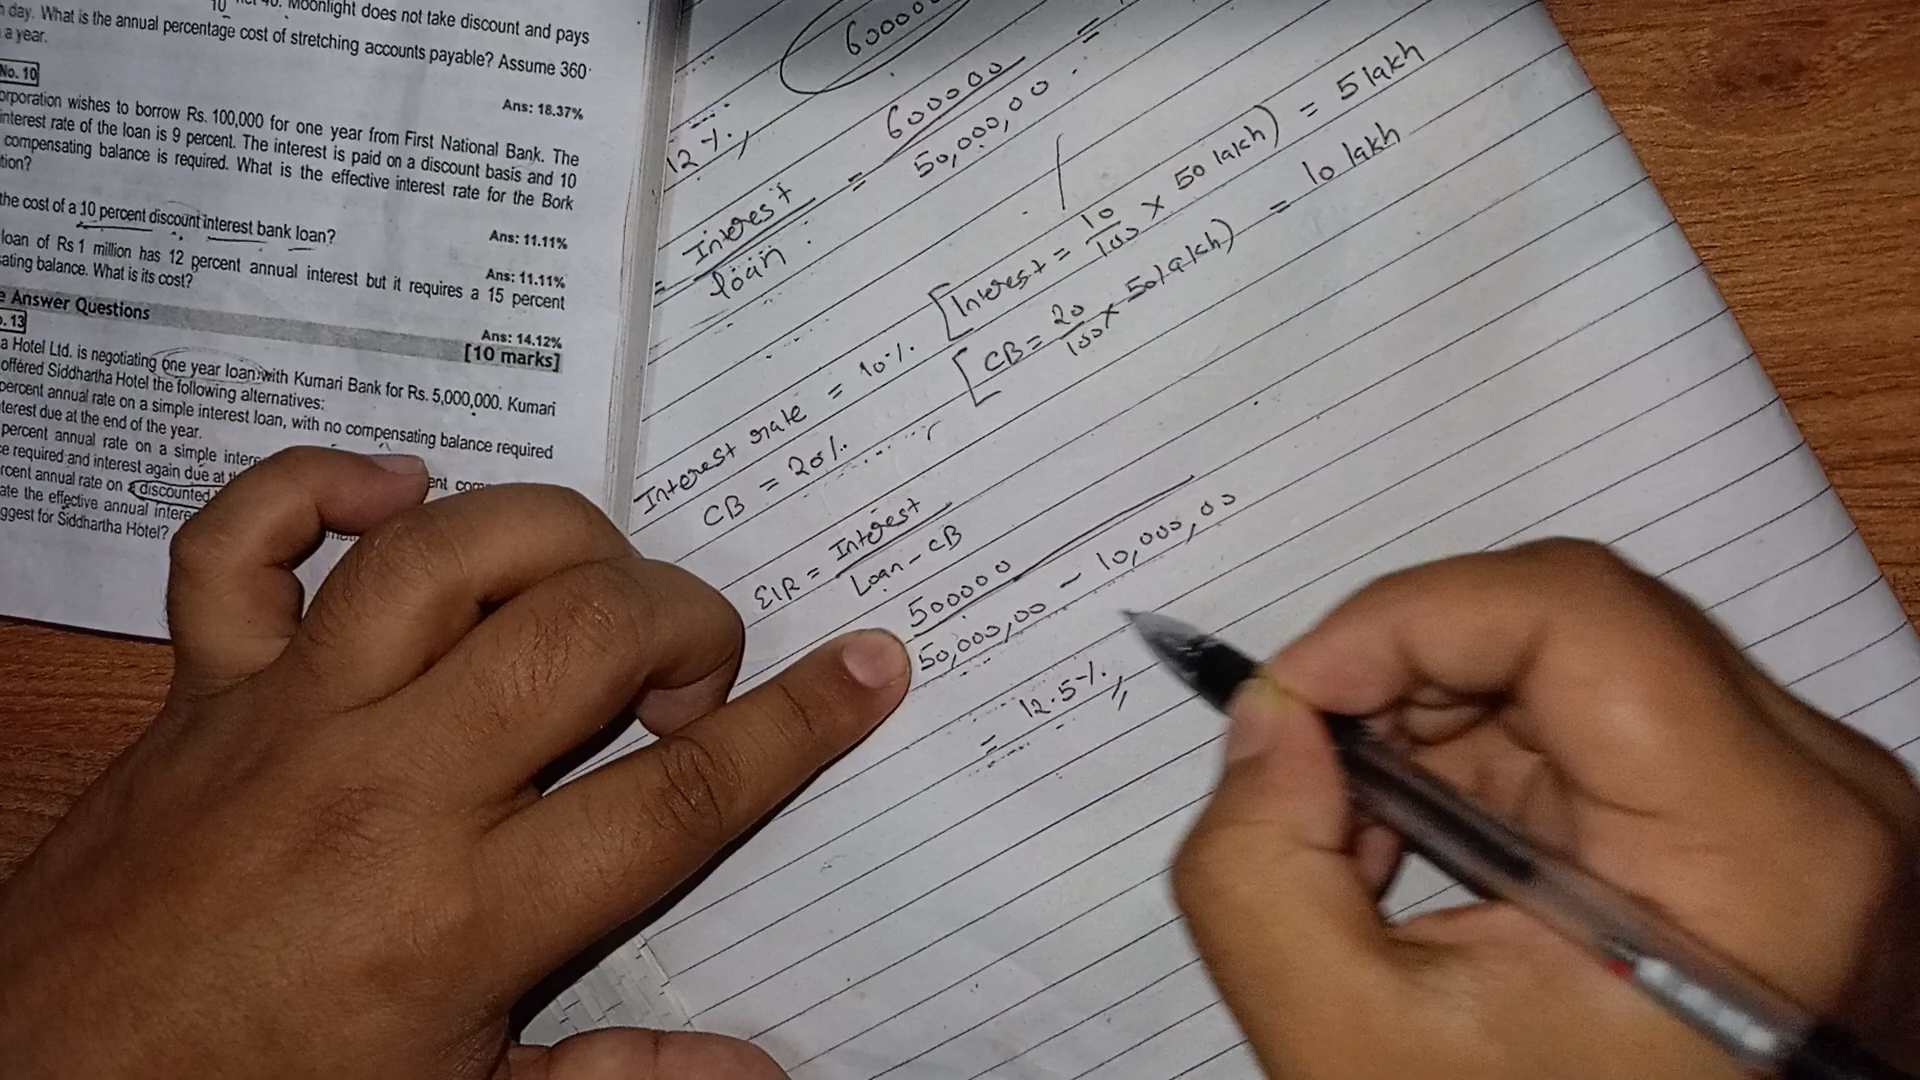 10 net 40. Moonlight does not take discount and pays
day. What is the annual percentage cost of stretching accounts payable? Assume 360
a year.
Ans: 18.37%
No. 10
orporation wishes to borrow Rs. 100,000 for one year from First National Bank. The
interest rate of the loan is 9 percent. The interest is paid on a discount basis and 10
compensating balance is required. What is the effective interest rate for the Bork
tion?
Ans: 11.11%
the cost of a 10 percent discount interest bank loan?
Ans: 11.11%
loan of Rs 1 million has 12 percent annual interest but it requires a 15 percent
ating balance. What is its cost?
Ans: 14.12%
e Answer Questions
[10 marks]
. 13
a Hotel Ltd. is negotiating one year loan with Kumari Bank for Rs. 5,000,000. Kumari
offered Siddhartha Hotel the following alternatives:
percent annual rate on a simple interest loan, with no compensating balance required
terest due at the end of the year.
percent annual rate on a simple intere
ent com
e required and interest again due at
rcent annual rate on a discounted
ate the effective annual intere
ggest for Siddhartha Hotel?
60000
12%
= Interest / loan = 600000 / 50,000,00 =
Interest rate = 10% [Interest = 10/100 × 50 lakh) = 5 lakh
CB = 20% [CB = 20/100 × 50 lakh) = 10 lakh
EIR = Interest / Loan - CB
500000 / 50,000,00 - 10,000,00
= 12.5%